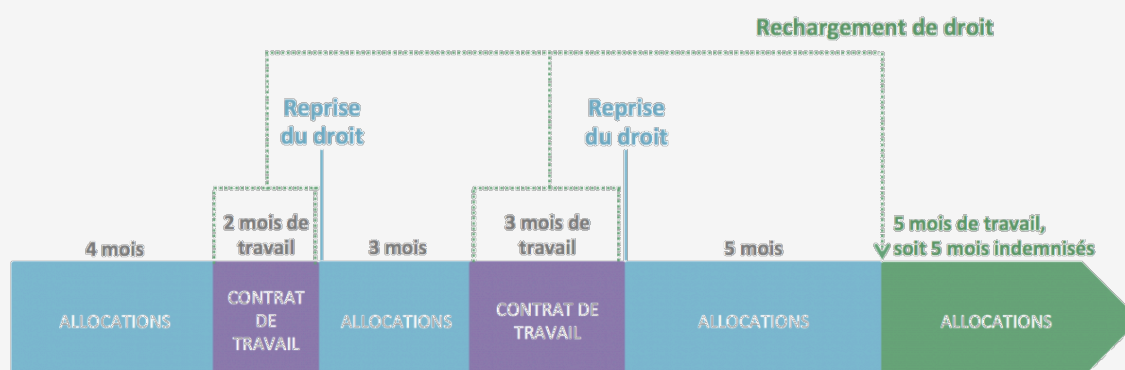 Rechargement de droit
Reprise
du droit
Reprise
du droit
4 mois
2 mois de
travail
3 mois
3 mois de
travail
5 mois
5 mois de travail,
soit 5 mois indemnisés
ALLOCATIONS
CONTRAT
DE
TRAVAIL
ALLOCATIONS
CONTRAT DE
TRAVAIL
ALLOCATIONS
ALLOCATIONS